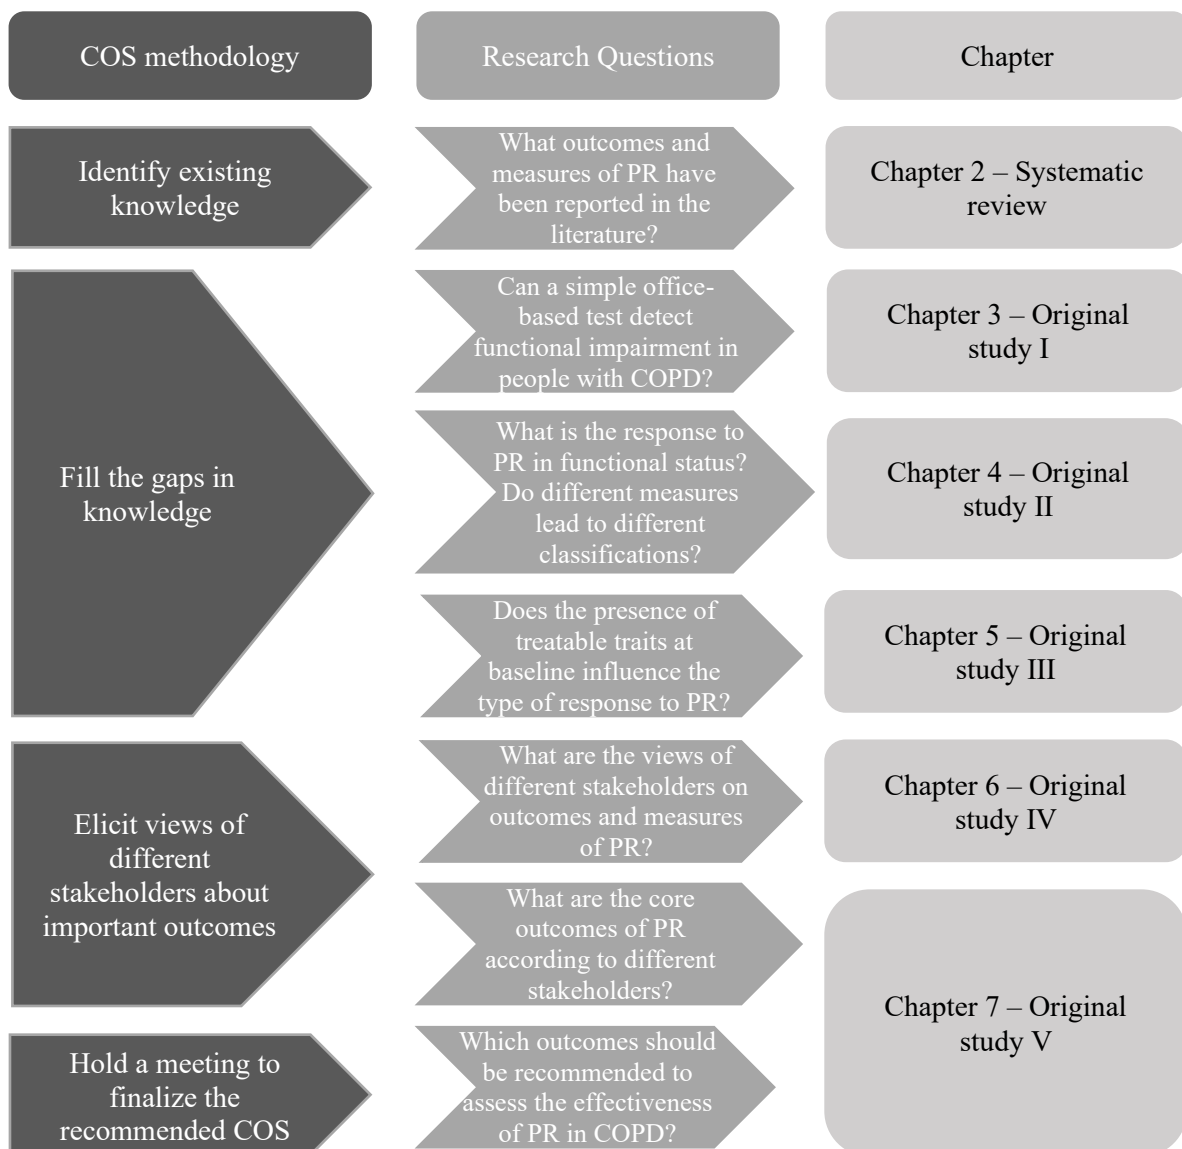 COS methodology
Research Questions
Chapter
Identify existing
knowledge
What outcomes and
measures of PR have
been reported in the
literature?
Chapter 2 – Systematic
review
Fill the gaps in
knowledge
Can a simple office-
based test detect
functional impairment in
people with COPD?
Chapter 3 – Original
study I
What is the response to
PR in functional status?
Do different measures
lead to different
classifications?
Chapter 4 – Original
study II
Does the presence of
treatable traits at
baseline influence the
type of response to PR?
Chapter 5 – Original
study III
Elicit views of
different
stakeholders about
important outcomes
What are the views of
different stakeholders on
outcomes and measures
of PR?
Chapter 6 – Original
study IV
What are the core
outcomes of PR
according to different
stakeholders?
Chapter 7 – Original
study V
Hold a meeting to
finalize the
recommended COS
Which outcomes should
be recommended to
assess the effectiveness
of PR in COPD?